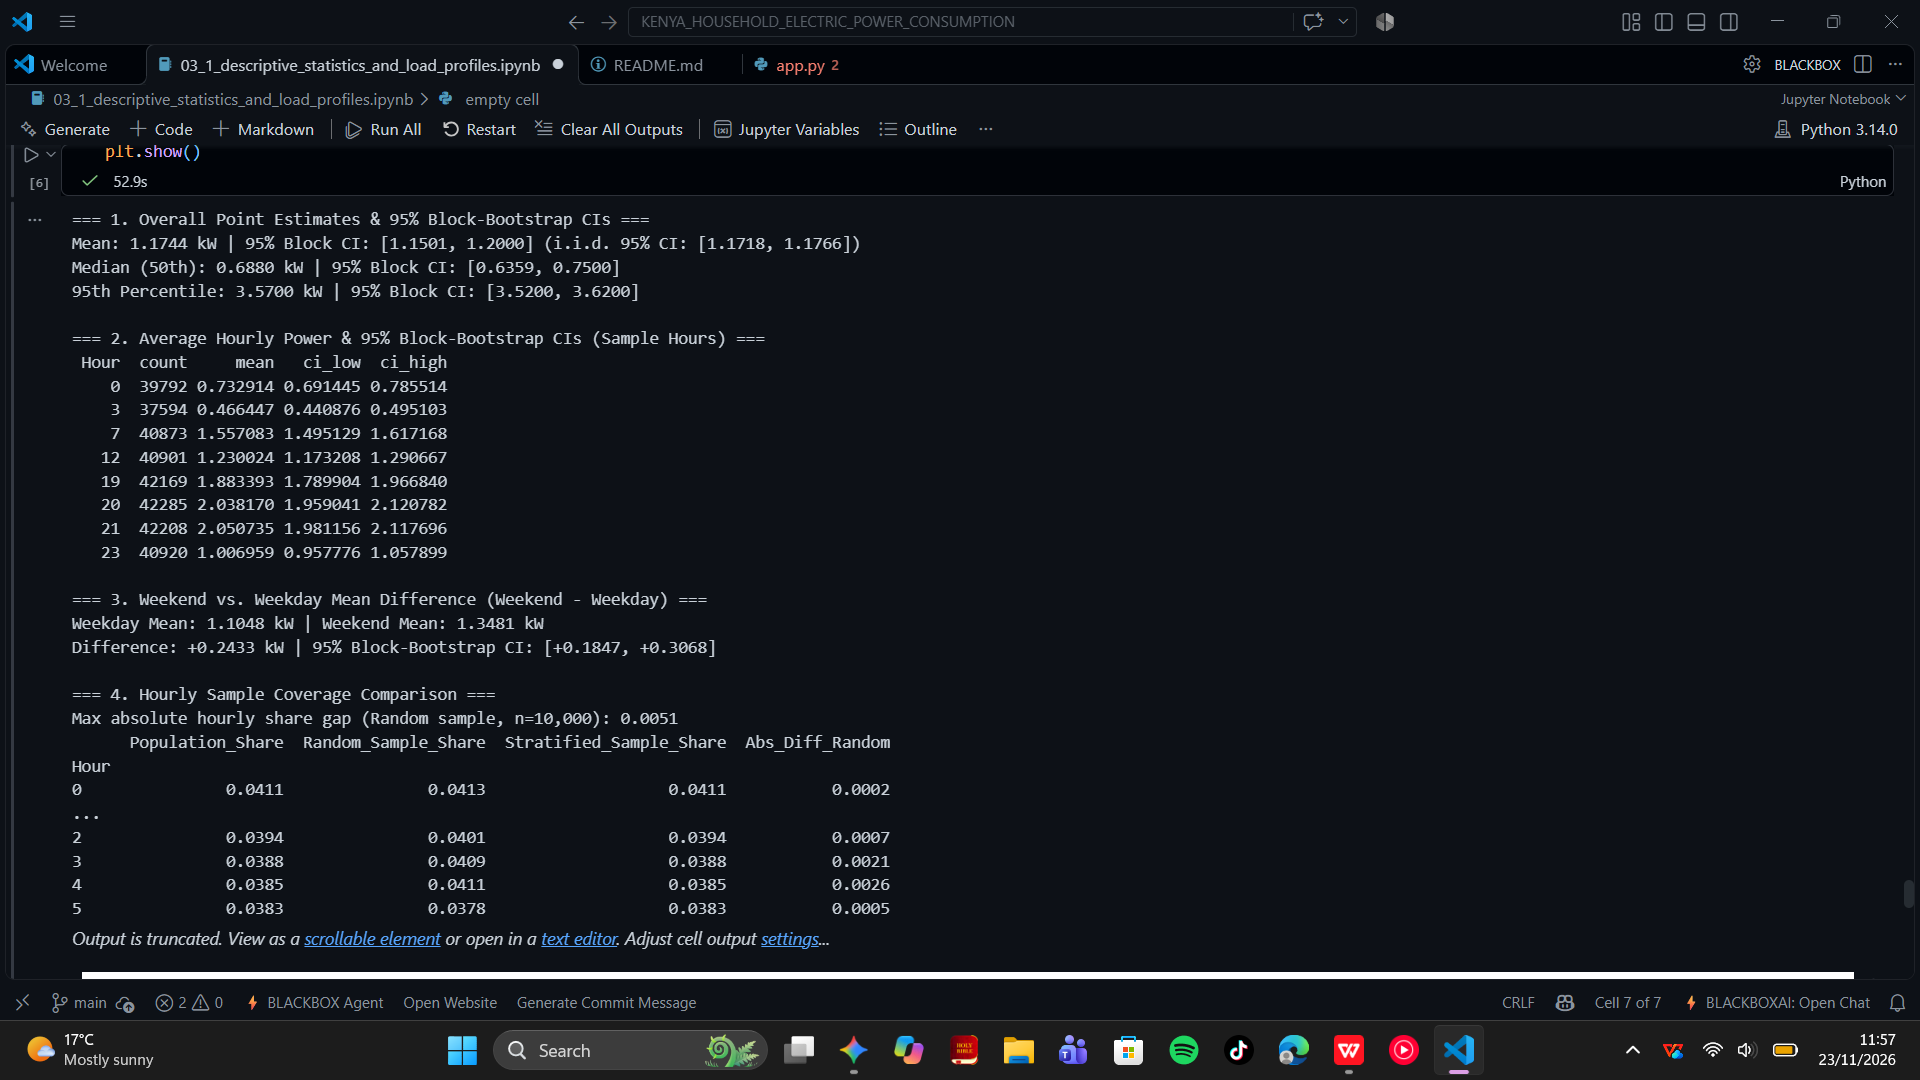 KENYA_HOUSEHOLD_ELECTRIC_POWER_CONSUMPTION
Welcome
03_1_descriptive_statistics_and_load_profiles.ipynb
README.md
app.py 2
BLACKBOX
03_1_descriptive_statistics_and_load_profiles.ipynb > empty cell
Jupyter Notebook
Generate + Code + Markdown Run All Restart Clear All Outputs Jupyter Variables Outline ...
Python 3.14.0
plt.show()
[6] 52.9s
Python
=== 1. Overall Point Estimates & 95% Block-Bootstrap CIs ===
Mean: 1.1744 kW | 95% Block CI: [1.1501, 1.2000] (i.i.d. 95% CI: [1.1718, 1.1766])
Median (50th): 0.6880 kW | 95% Block CI: [0.6359, 0.7500]
95th Percentile: 3.5700 kW | 95% Block CI: [3.5200, 3.6200]
=== 2. Average Hourly Power & 95% Block-Bootstrap CIs (Sample Hours) ===
Hour count mean ci_low ci_high
0 39792 0.732914 0.691445 0.785514
3 37594 0.466447 0.440876 0.495103
7 40873 1.557083 1.495129 1.617168
12 40901 1.230024 1.173208 1.290667
19 42169 1.883393 1.789904 1.966840
20 42285 2.038170 1.959041 2.120782
21 42208 2.050735 1.981156 2.117696
23 40920 1.006959 0.957776 1.057899
=== 3. Weekend vs. Weekday Mean Difference (Weekend - Weekday) ===
Weekday Mean: 1.1048 kW | Weekend Mean: 1.3481 kW
Difference: +0.2433 kW | 95% Block-Bootstrap CI: [+0.1847, +0.3068]
=== 4. Hourly Sample Coverage Comparison ===
Max absolute hourly share gap (Random sample, n=10,000): 0.0051
Population_Share Random_Sample_Share Stratified_Sample_Share Abs_Diff_Random
Hour
0 0.0411 0.0413 0.0411 0.0002
...
2 0.0394 0.0401 0.0394 0.0007
3 0.0388 0.0409 0.0388 0.0021
4 0.0385 0.0411 0.0385 0.0026
5 0.0383 0.0378 0.0383 0.0005
Output is truncated. View as a scrollable element or open in a text editor. Adjust cell output settings...
main 2 0 BLACKBOX Agent Open Website Generate Commit Message
CRLF Cell 7 of 7 BLACKBOXAI: Open Chat
17°C
Mostly sunny
Search
HOLY BIBLE
11:57
23/11/2026